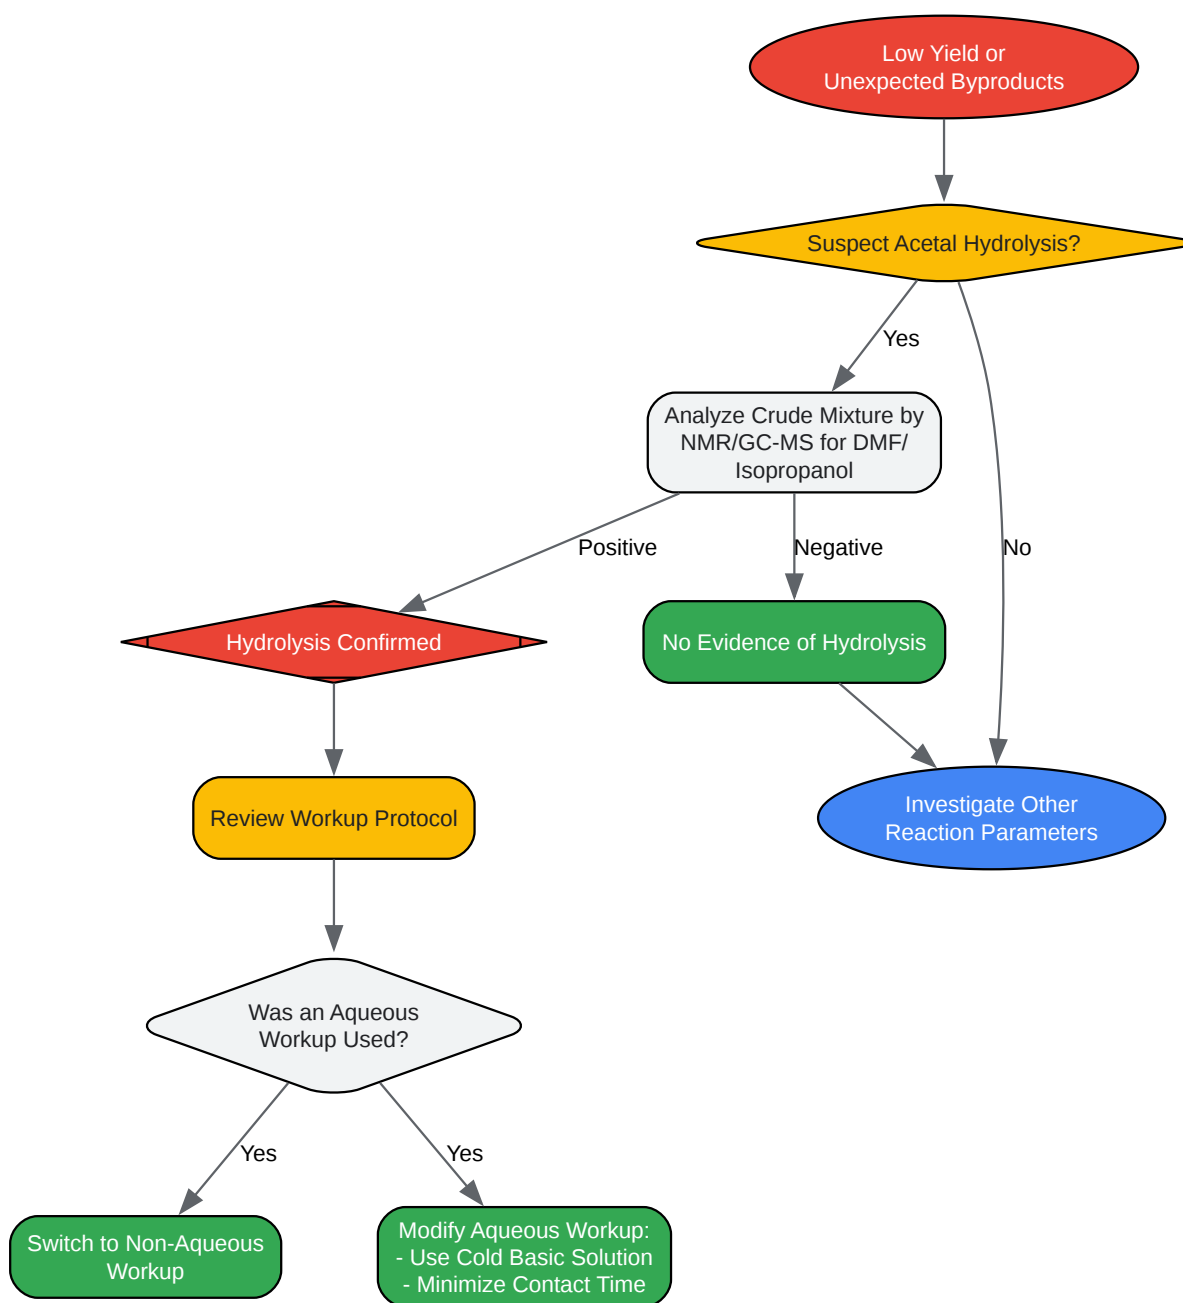 Low Yield or
Unexpected Byproducts
Suspect Acetal Hydrolysis?
Yes
Analyze Crude Mixture by
NMR/GC-MS for DMF/
Isopropanol
Positive
Negative
No
Hydrolysis Confirmed
No Evidence of Hydrolysis
Review Workup Protocol
Investigate Other
Reaction Parameters
Was an Aqueous
Workup Used?
Yes
Yes
Switch to Non-Aqueous
Workup
Modify Aqueous Workup:
- Use Cold Basic Solution
- Minimize Contact Time